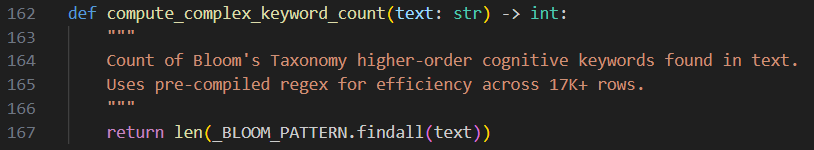 162 def compute_complex_keyword_count(text: str) -> int:
163     """
164     Count of Bloom's Taxonomy higher-order cognitive keywords found in text.
165     Uses pre-compiled regex for efficiency across 17K+ rows.
166     """
167     return len(_BLOOM_PATTERN.findall(text))